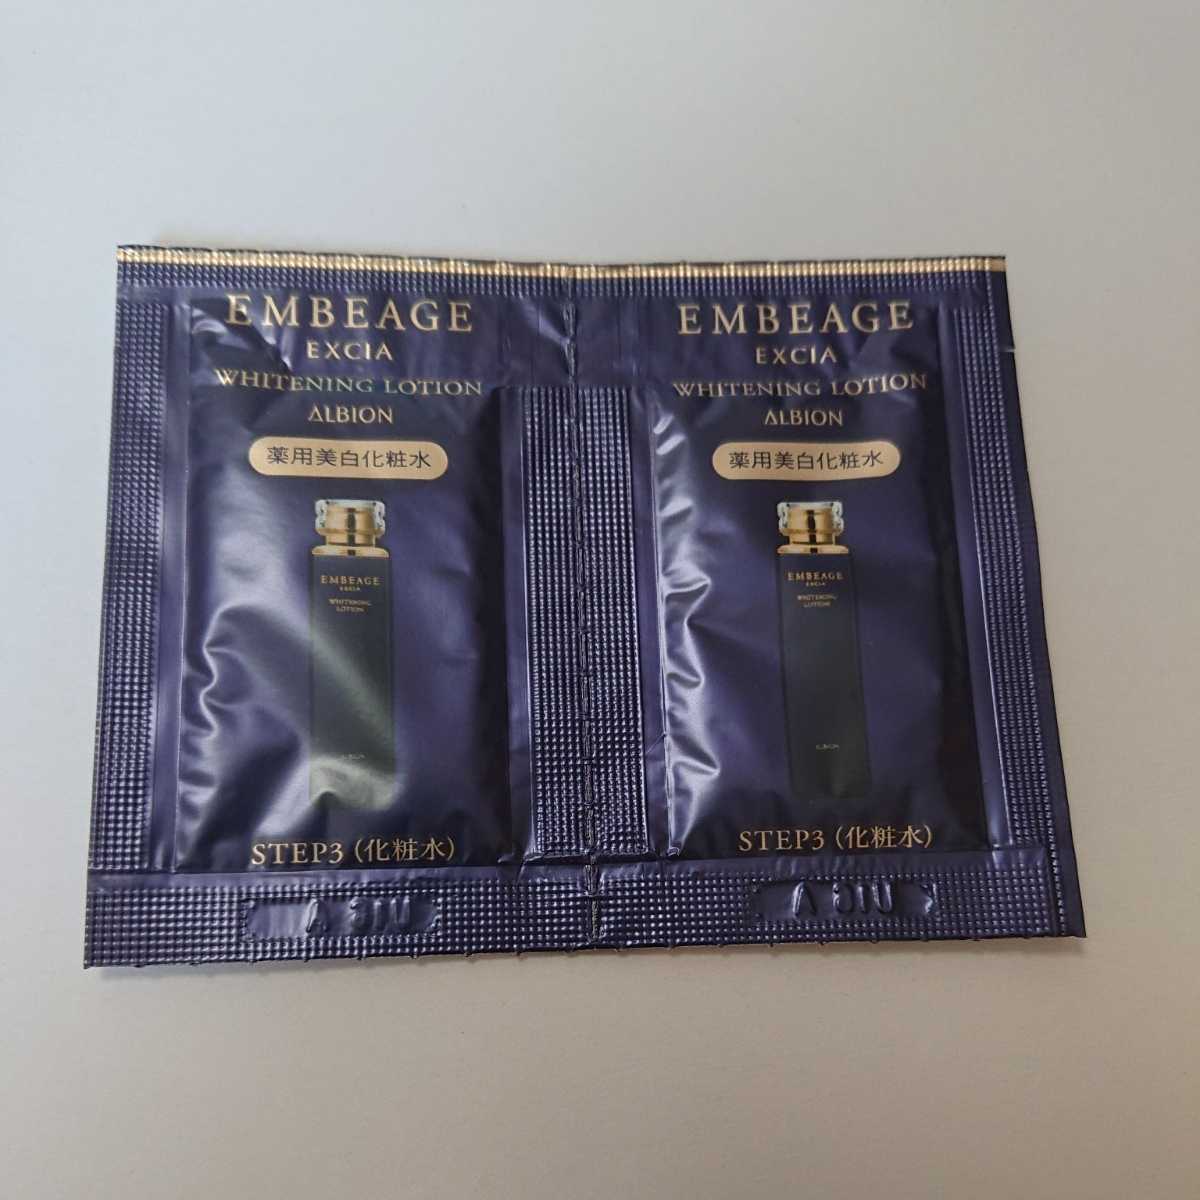 EMBEAGE
EXCIA
WHITENING LOTION
ALBION
薬用美白化粧水
EMBEAGE
EXCIA
WHITENING
LOTION
ALBION
STEP3（化粧水）
EMBEAGE
EXCIA
WHITENING LOTION
ALBION
薬用美白化粧水
EMBEAGE
EXCIA
WHITENING
LOTION
ALBION
STEP3（化粧水）